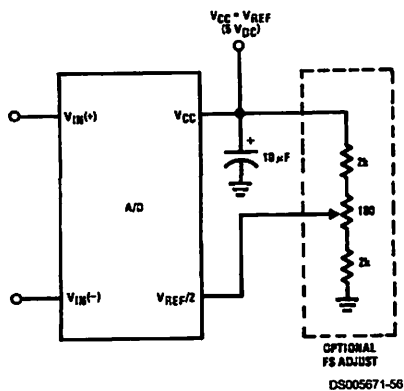 VCC = VREF
(5 VDC)
VIN(+)
VCC
+
10 µF
2k
A/D
100
2k
VIN(−)
VREF/2
OPTIONAL
FS ADJUST
DS005671-56